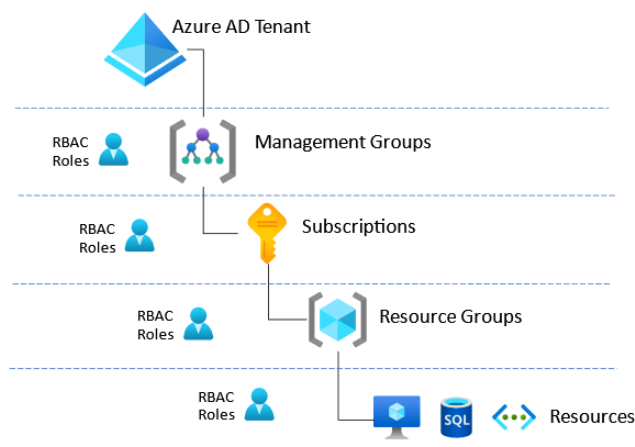 Azure AD Tenant
RBAC
Roles
Management Groups
RBAC
Roles
Subscriptions
RBAC
Roles
Resource Groups
RBAC
Roles
SQL
Resources